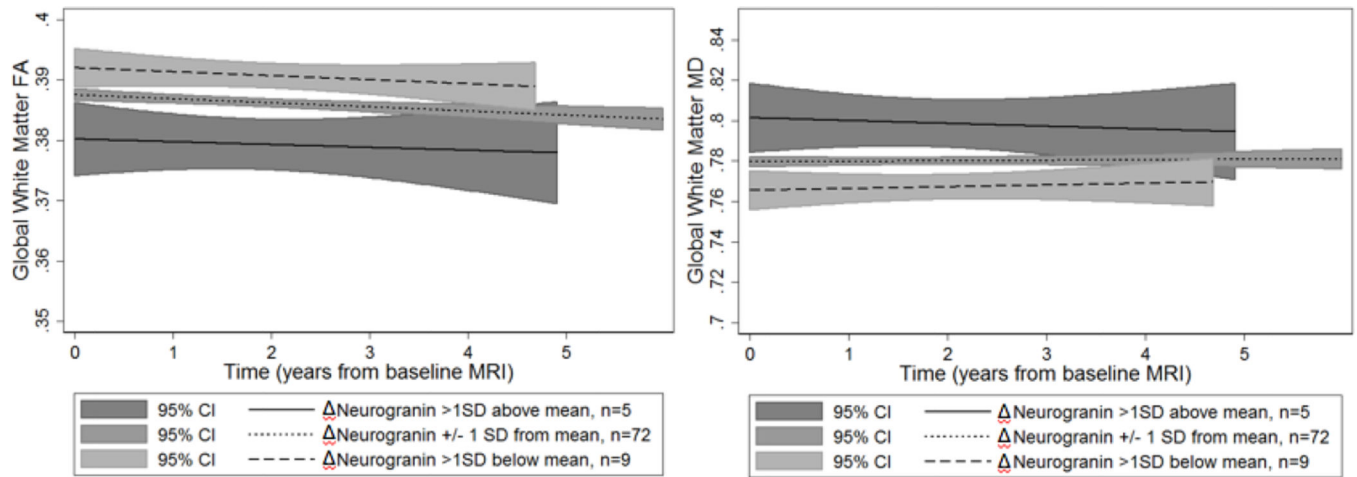 Global White Matter FA
.4
.39
.38
.37
.36
.35
0 1 2 3 4 5
Time (years from baseline MRI)
95% CI ΔNeurogranin >1SD above mean, n=5
95% CI ΔNeurogranin +/- 1 SD from mean, n=72
95% CI ΔNeurogranin >1SD below mean, n=9
Global White Matter MD
.84
.82
.8
.78
.76
.74
.72
.7
0 1 2 3 4 5
Time (years from baseline MRI)
95% CI ΔNeurogranin >1SD above mean, n=5
95% CI ΔNeurogranin +/- 1 SD from mean, n=72
95% CI ΔNeurogranin >1SD below mean, n=9